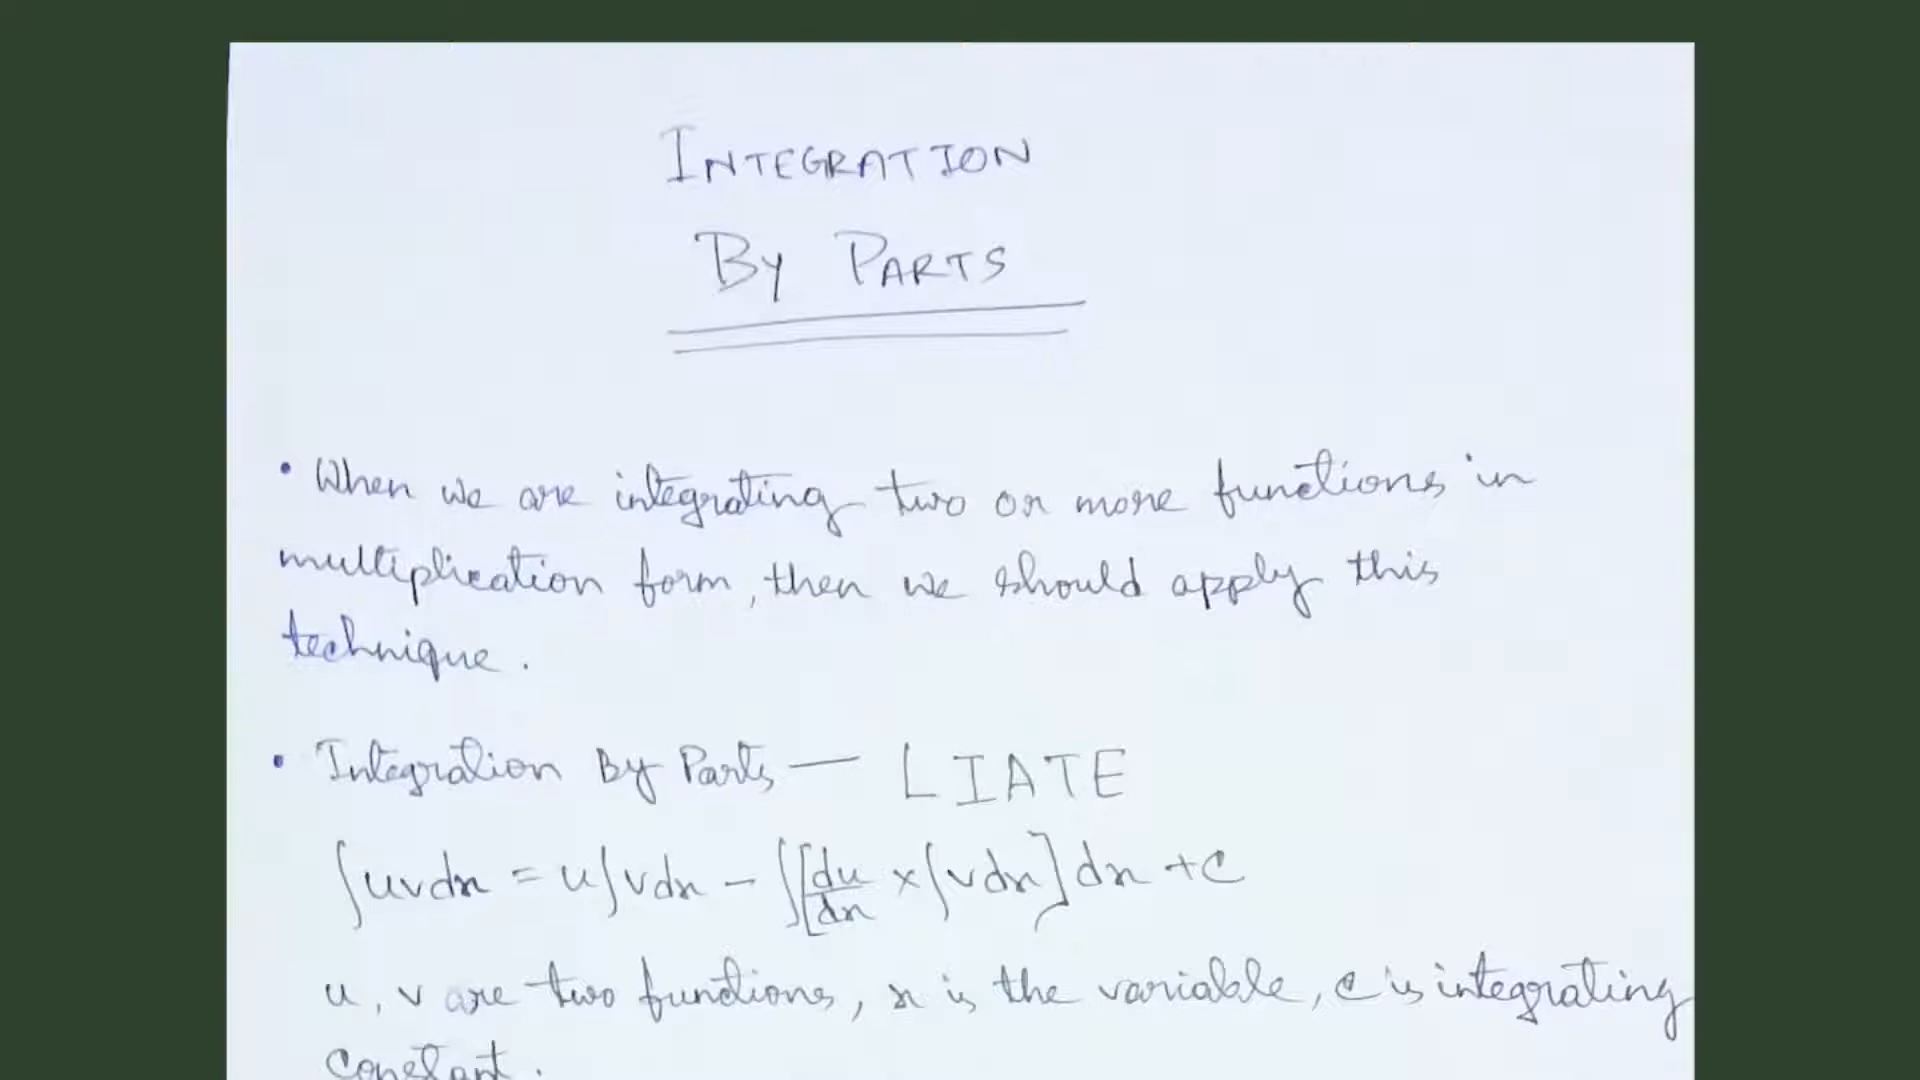 INTEGRATION
BY PARTS
• When we are integrating two or more functions in
multiplication form, then we should apply this
technique.
• Integration By Parts — LIATE
∫uvdx = u∫vdx - ∫[du/dx × ∫vdx]dx + c
u, v are two functions, x is the variable, c is integrating
constant.